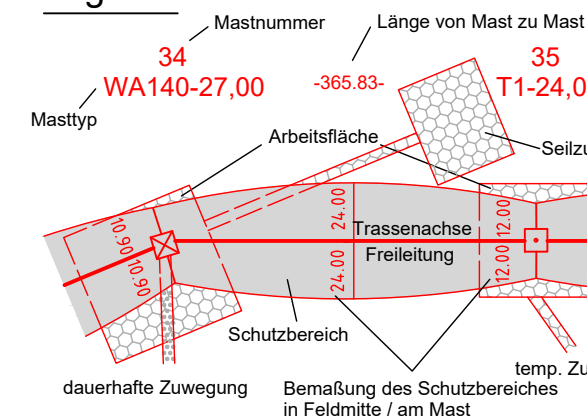 Mastnummer
Länge von Mast zu Mast
34
35
WA140-27,00
-365.83-
T1-24,0
Masttyp
Arbeitsfläche
Seilzu
10.90
10.90
24.00
24.00
12.00
12.00
Trassenachse
Freileitung
Schutzbereich
temp. Zu
dauerhafte Zuwegung
Bemaßung des Schutzbereiches
in Feldmitte / am Mast